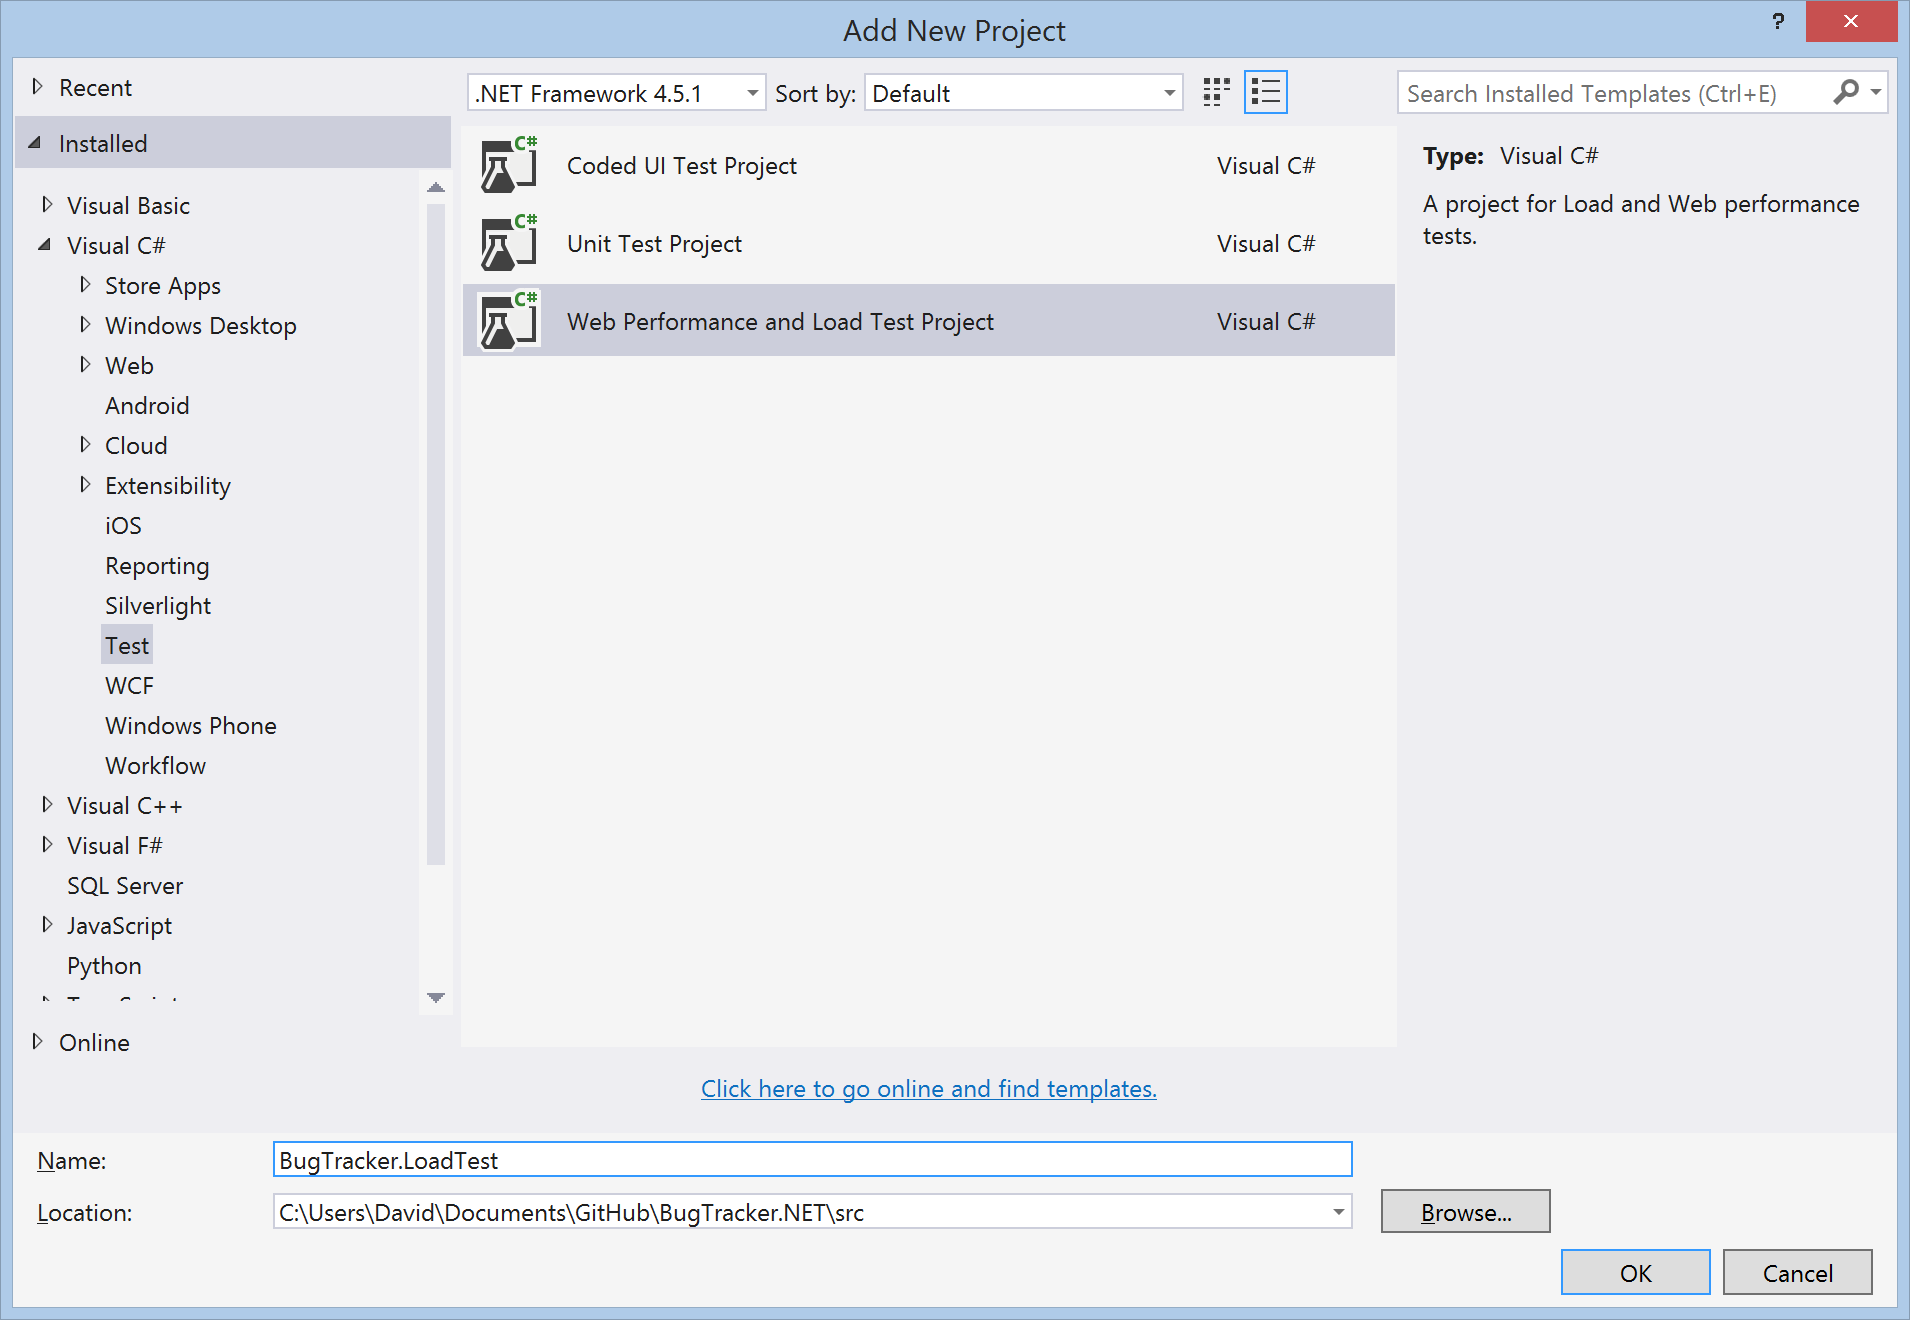 Add New Project
?
Recent
Installed
Visual Basic
Visual C#
Store Apps
Windows Desktop
Web
Android
Cloud
Extensibility
iOS
Reporting
Silverlight
Test
WCF
Windows Phone
Workflow
Visual C++
Visual F#
SQL Server
JavaScript
Python
Online
.NET Framework 4.5.1
Sort by: Default
Search Installed Templates (Ctrl+E)
C#
Coded UI Test Project
Visual C#
C#
Unit Test Project
Visual C#
C#
Web Performance and Load Test Project
Visual C#
Type: Visual C#
A project for Load and Web performance
tests.
Click here to go online and find templates.
Name:
BugTracker.LoadTest
Location:
C:\Users\David\Documents\GitHub\BugTracker.NET\src
Browse...
OK
Cancel